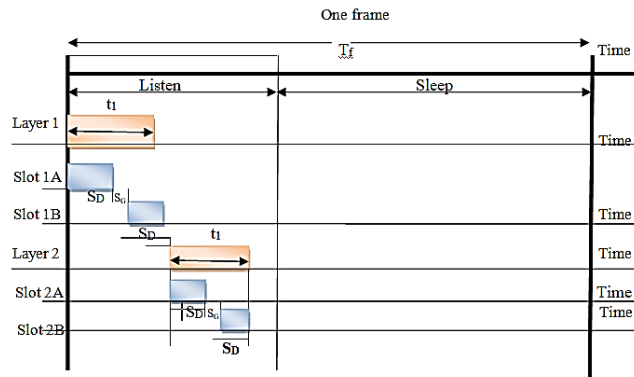 One frame
Tf Time
Listen Sleep
t1
Layer 1 Time
Slot 1A
SD SG Time
Slot 1B Time
SD t1
Layer 2 Time
Slot 2A Time
SD SG Time
Slot 2B
SD